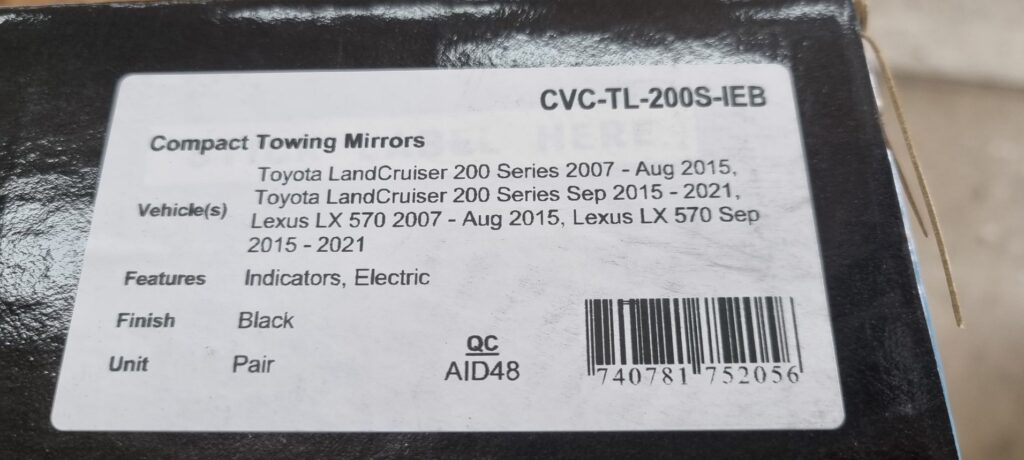 CVC-TL-200S-IEB
Compact Towing Mirrors
Vehicle(s) Toyota LandCruiser 200 Series 2007 - Aug 2015,
Toyota LandCruiser 200 Series Sep 2015 - 2021,
Lexus LX 570 2007 - Aug 2015, Lexus LX 570 Sep
2015 - 2021
Features Indicators, Electric
Finish Black
Unit Pair
QC
AID48
740781 752056